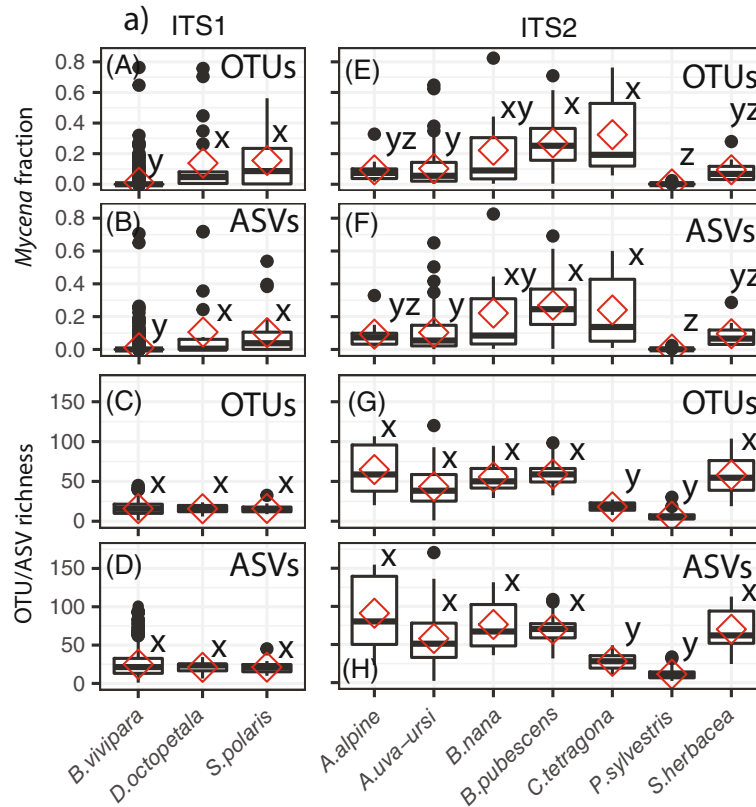 a) ITS1 ITS2
Mycena fraction
OTU/ASV richness
(A) OTUs
0.8
0.6
0.4
0.2
0.0
y x x
(E) OTUs
yz y xy x x z yz
(B) ASVs
0.8
0.6
0.4
0.2
0.0
y x x
(F) ASVs
yz y xy x x z yz
(C) OTUs
150
100
50
0
x x x
(G) OTUs
x x x x y y x
(D) ASVs
150
100
50
0
x x x
(H) ASVs
x x x x y y x
B.vivipara
D.octopetala
S.polaris
A.alpine
A.uva–ursi
B.nana
B.pubescens
C.tetragona
P.sylvestris
S.herbacea